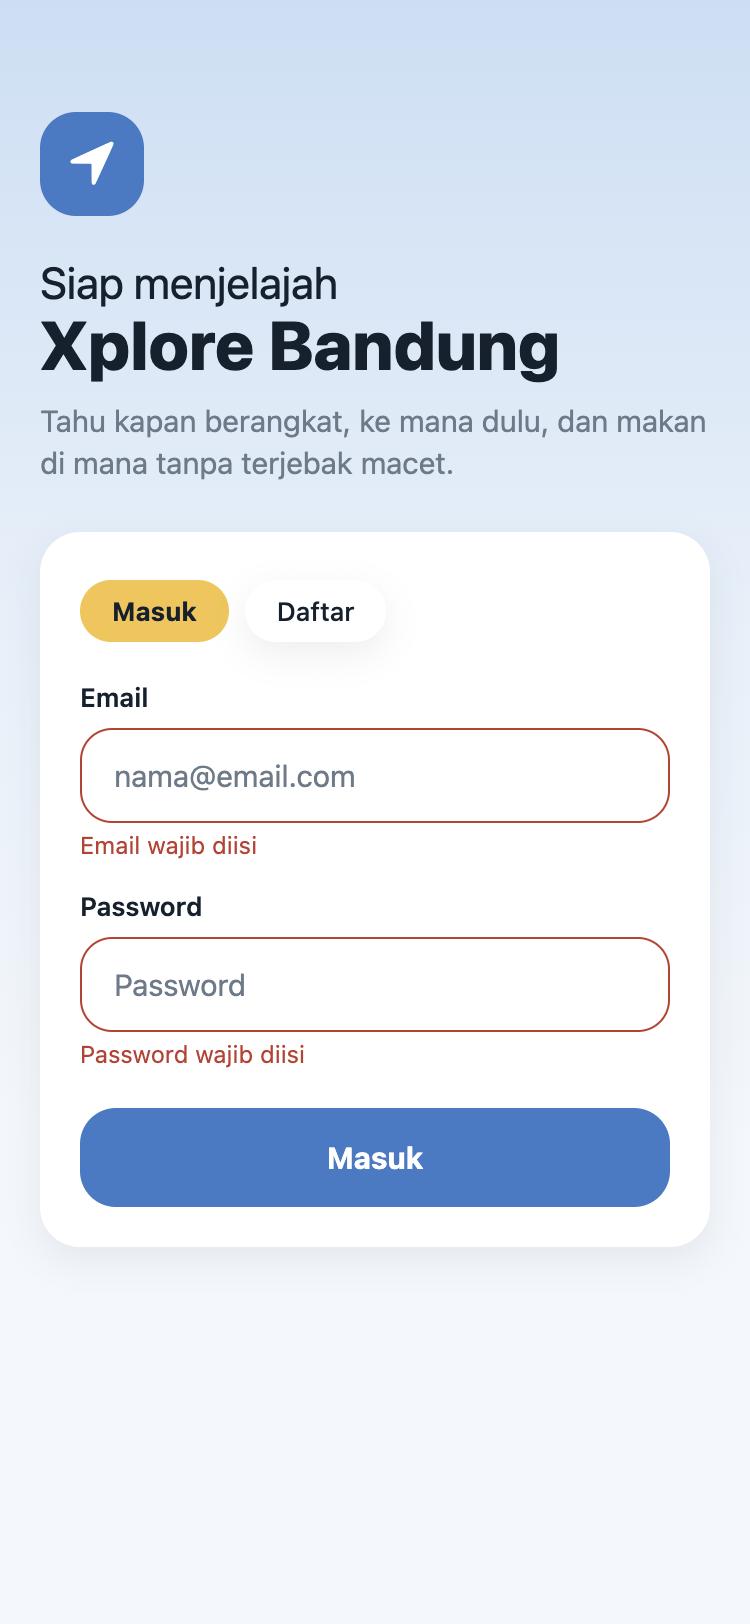 Siap menjelajah
Xplore Bandung
Tahu kapan berangkat, ke mana dulu, dan makan
di mana tanpa terjebak macet.
Masuk Daftar
Email
nama@email.com
Email wajib diisi
Password
Password
Password wajib diisi
Masuk